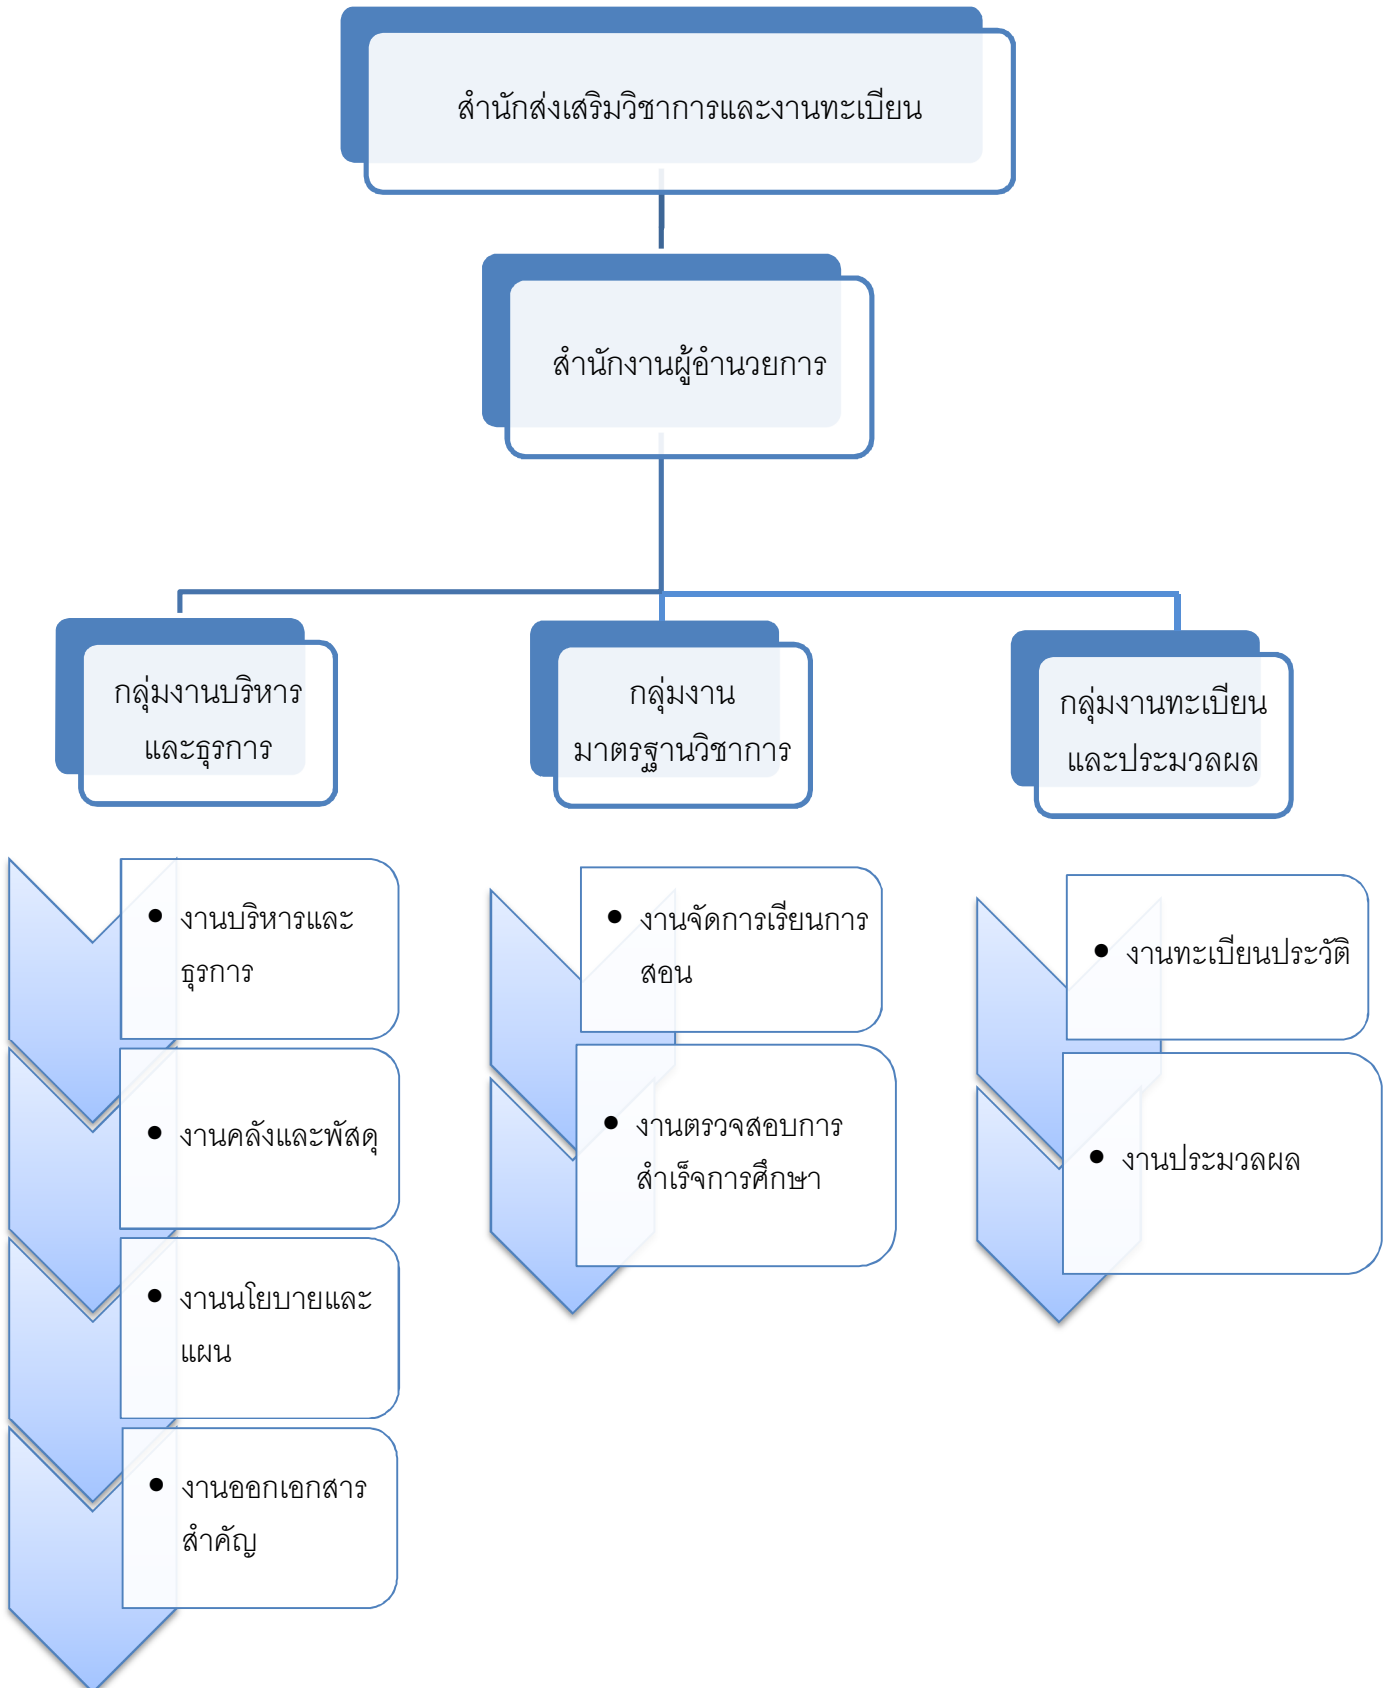 สำนักส่งเสริมวิชาการและงานทะเบียน
สำนักงานผู้อำนวยการ
กลุ่มงานบริหาร
และธุรการ
กลุ่มงาน
มาตรฐานวิชาการ
กลุ่มงานทะเบียน
และประมวลผล
• งานบริหารและ
ธุรการ
• งานคลังและพัสดุ
• งานนโยบายและ
แผน
• งานออกเอกสาร
สำคัญ
• งานจัดการเรียนการ
สอน
• งานตรวจสอบการ
สำเร็จการศึกษา
• งานทะเบียนประวัติ
• งานประมวลผล